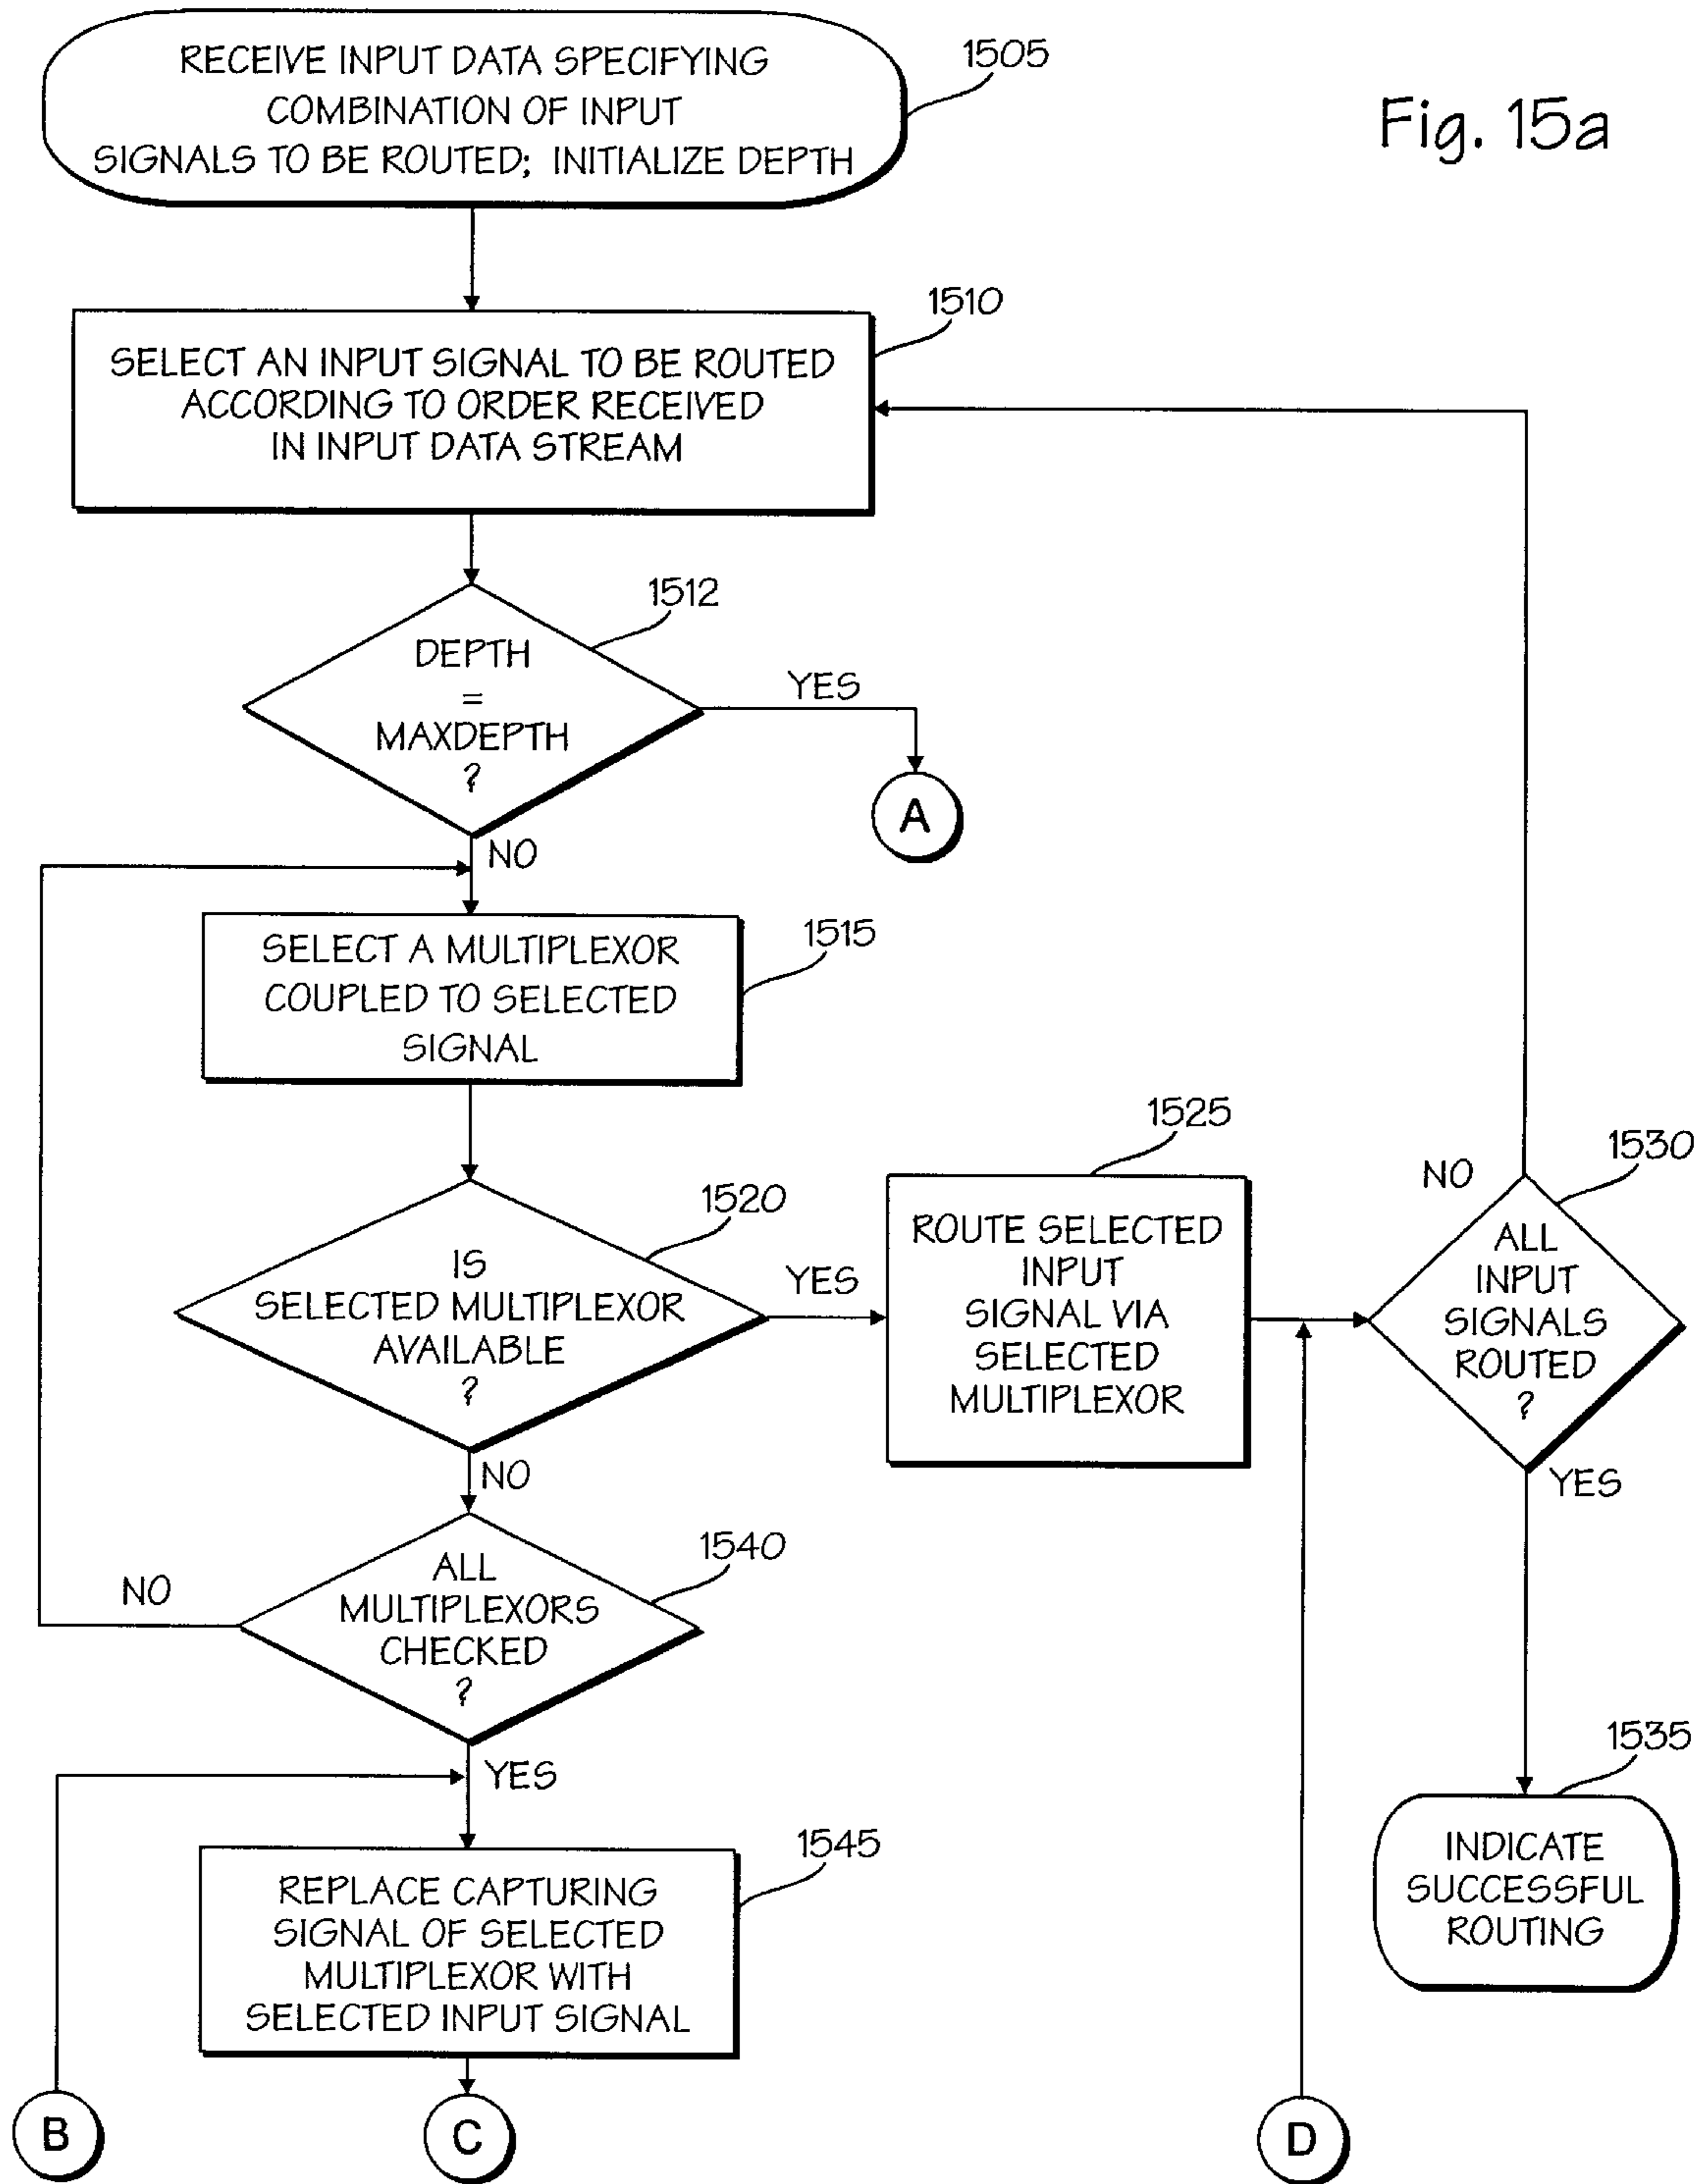 RECEIVE INPUT DATA SPECIFYING
COMBINATION OF INPUT
SIGNALS TO BE ROUTED; INITIALIZE DEPTH
1505
Fig. 15a
1510
SELECT AN INPUT SIGNAL TO BE ROUTED
ACCORDING TO ORDER RECEIVED
IN INPUT DATA STREAM
1512
DEPTH
=
MAXDEPTH
?
YES
A
NO
1515
SELECT A MULTIPLEXOR
COUPLED TO SELECTED
SIGNAL
1520
IS
SELECTED MULTIPLEXOR
AVAILABLE
?
YES
1525
ROUTE SELECTED
INPUT
SIGNAL VIA
SELECTED
MULTIPLEXOR
1530
NO
ALL
INPUT
SIGNALS
ROUTED
?
YES
NO
1540
ALL
MULTIPLEXORS
CHECKED
?
NO
YES
1535
INDICATE
SUCCESSFUL
ROUTING
1545
REPLACE CAPTURING
SIGNAL OF SELECTED
MULTIPLEXOR WITH
SELECTED INPUT SIGNAL
B
C
D